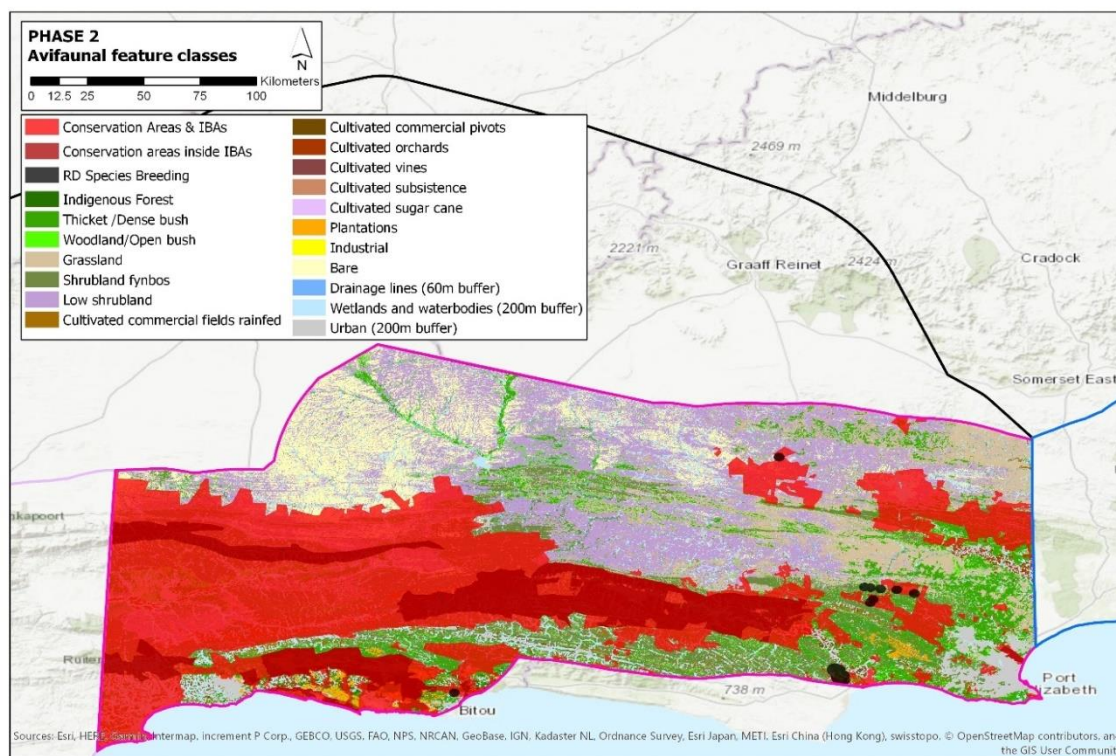 PHASE 2
Avifaunal feature classes
N
Kilometers
0 12.5 25 50 75 100
Conservation Areas & IBAs
Conservation areas inside IBAs
RD Species Breeding
Indigenous Forest
Thicket /Dense bush
Woodland/Open bush
Grassland
Shrubland fynbos
Low shrubland
Cultivated commercial fields rainfed
Cultivated commercial pivots
Cultivated orchards
Cultivated vines
Cultivated subsistence
Cultivated sugar cane
Plantations
Industrial
Bare
Drainage lines (60m buffer)
Wetlands and waterbodies (200m buffer)
Urban (200m buffer)
Middelburg
2469 m
2221 m
Graaff Reinet
2424 m
Cradock
Somerset East
nkapoort
Ruiter
Bitou
738 m
Port
Elizabeth
Sources: Esri, HERE, Garmin, Intermap, increment P Corp., GEBCO, USGS, FAO, NPS, NRCAN, GeoBase, IGN, Kadaster NL, Ordnance Survey, Esri Japan, METI, Esri China (Hong Kong), swisstopo, © OpenStreetMap contributors, and
the GIS User Communit